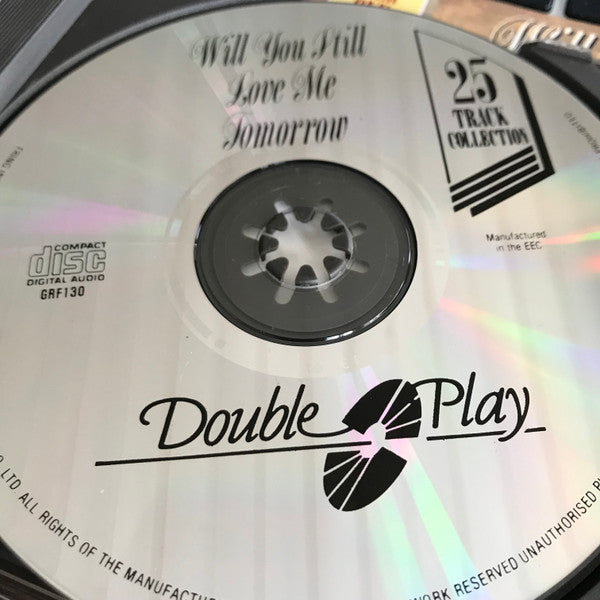 Will You Still
Love Me
Tomorrow
25
TRACK
COLLECTION
Manufactured
in the EEC
COMPACT
disc
DIGITAL AUDIO
GRF130
Double Play
LTD ALL RIGHTS OF THE MANUFACTUR
WORK RESERVED UNAUTHORISED